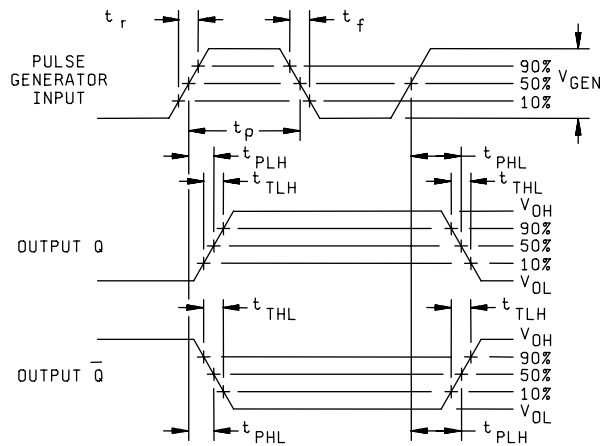 t r
t f
PULSE
GENERATOR
INPUT
90%
50%
10%
V GEN
t p
t PLH
t PHL
t TLH
t THL
V OH
90%
50%
10%
V OL
OUTPUT Q
t THL
t TLH
V OH
90%
50%
10%
V OL
OUTPUT Q̅
t PHL
t PLH